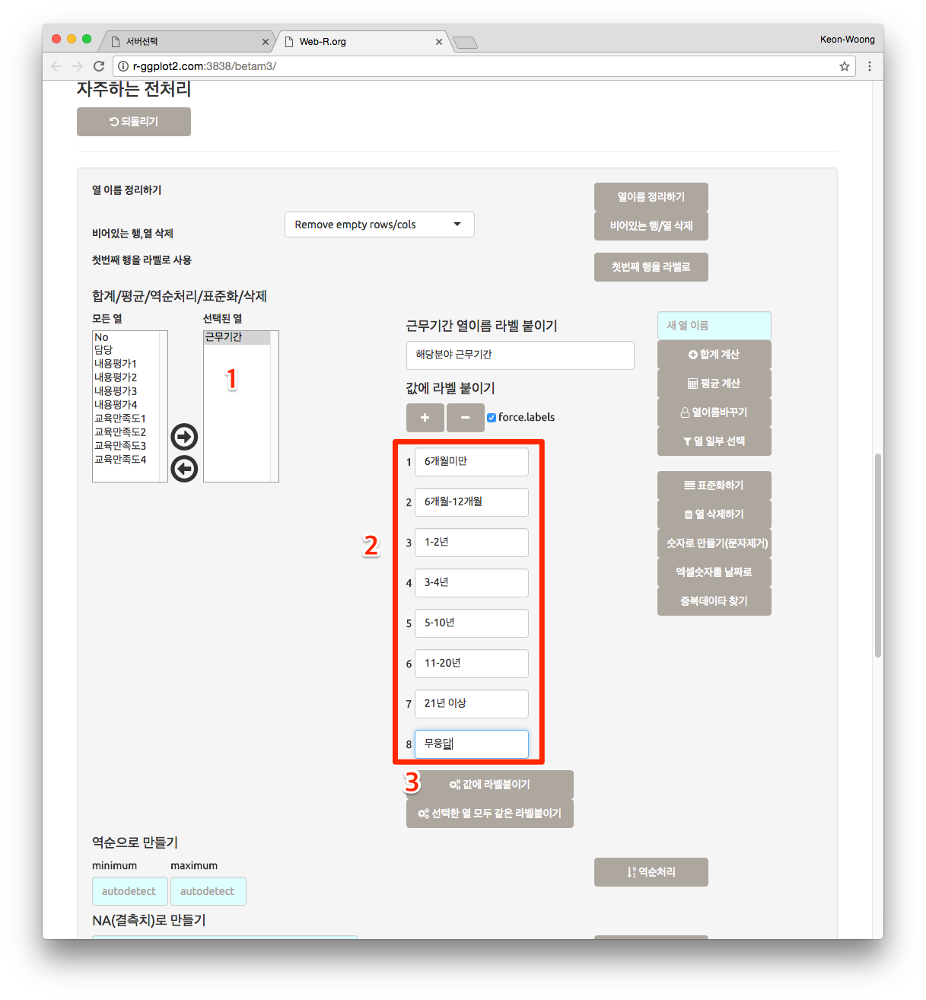 서버선택
Web-R.org
Keon-Woong
r-ggplot2.com:3838/betam3/
자주하는 전처리
되돌리기
열 이름 정리하기
열이름 정리하기
비어있는 행,열 삭제
Remove empty rows/cols
비어있는 행/열 삭제
첫번째 행을 라벨로 사용
첫번째 행을 라벨로
합계/평균/역순처리/표준화/삭제
모든 열
선택된 열
No
담당
내용평가1
내용평가2
내용평가3
내용평가4
교육만족도1
교육만족도2
교육만족도3
교육만족도4
근무기간
1
근무기간 열이름 라벨 붙이기
해당분야 근무기간
값에 라벨 붙이기
force.labels
2
1 6개월미만
2 6개월-12개월
3 1-2년
4 3-4년
5 5-10년
6 11-20년
7 21년 이상
8 무응답
3
값에 라벨붙이기
선택한 열 모두 같은 라벨붙이기
새 열 이름
합계 계산
평균 계산
열이름바꾸기
열 일부 선택
표준화하기
열 삭제하기
숫자로 만들기(문자제거)
엑셀숫자를 날짜로
중복데이타 찾기
역순으로 만들기
minimum maximum
autodetect autodetect
역순처리
NA(결측치)로 만들기